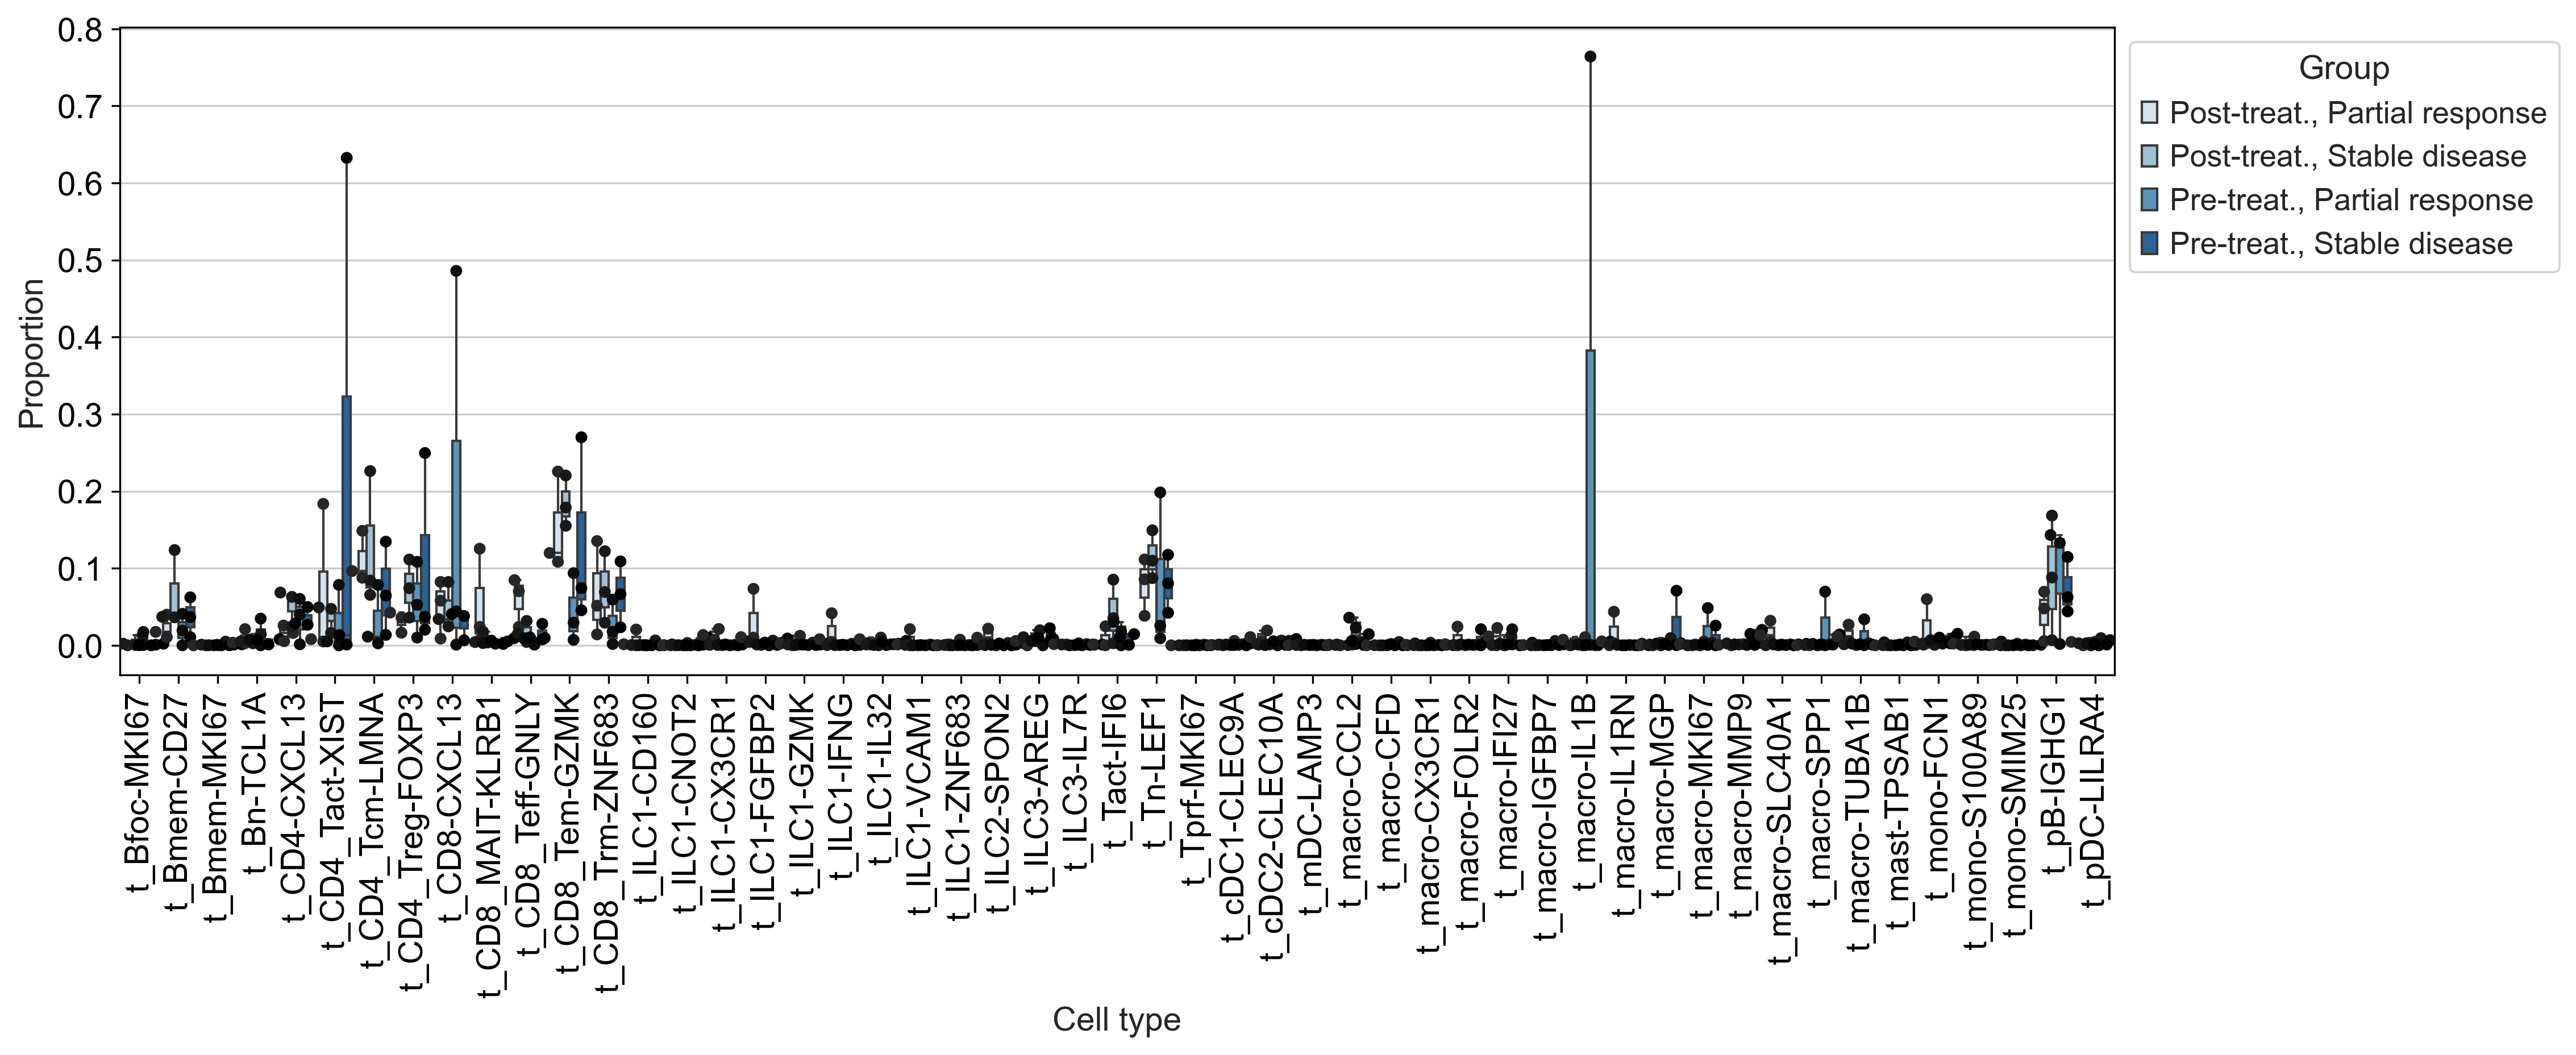 0.8
0.7
0.6
0.5
0.4
0.3
0.2
0.1
0.0
Proportion
t_Bfoc-MKI67
t_Bmem-CD27
t_Bmem-MKI67
t_Bn-TCL1A
t_CD4-CXCL13
t_CD4_Tact-XIST
t_CD4_Tcm-LMNA
t_CD4_Treg-FOXP3
t_CD8-CXCL13
t_CD8_MAIT-KLRB1
t_CD8_Teff-GNLY
t_CD8_Tem-GZMK
t_CD8_Trm-ZNF683
t_ILC1-CD160
t_ILC1-CNOT2
t_ILC1-CX3CR1
t_ILC1-FGFBP2
t_ILC1-GZMK
t_ILC1-IFNG
t_ILC1-IL32
t_ILC1-VCAM1
t_ILC1-ZNF683
t_ILC2-SPON2
t_ILC3-AREG
t_ILC3-IL7R
t_Tact-IFI6
t_Tn-LEF1
t_Tprf-MKI67
t_cDC1-CLEC9A
t_cDC2-CLEC10A
t_mDC-LAMP3
t_macro-CCL2
t_macro-CFD
t_macro-CX3CR1
t_macro-FOLR2
t_macro-IFI27
t_macro-IGFBP7
t_macro-IL1B
t_macro-IL1RN
t_macro-MGP
t_macro-MKI67
t_macro-MMP9
t_macro-SLC40A1
t_macro-SPP1
t_macro-TUBA1B
t_mast-TPSAB1
t_mono-FCN1
t_mono-S100A89
t_mono-SMIM25
t_pB-IGHG1
t_pDC-LILRA4
Cell type
Group
Post-treat., Partial response
Post-treat., Stable disease
Pre-treat., Partial response
Pre-treat., Stable disease